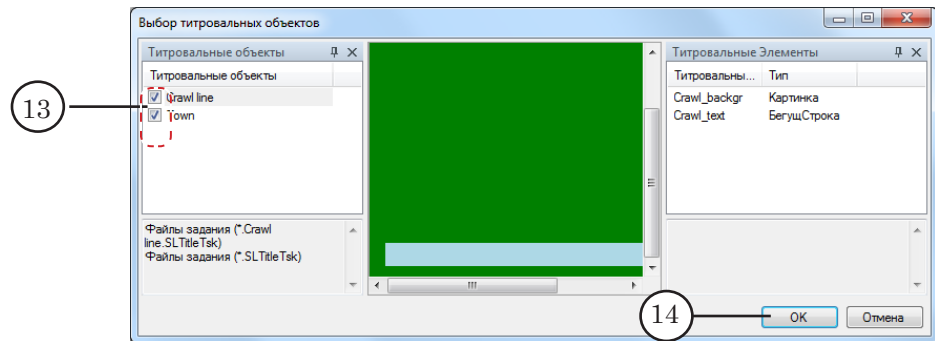 Выбор титровальных объектов
Титровальные объекты
Титровальные объекты
Crawl line
Town
Файлы задания (*.Crawl
line.SLTitleTsk)
Файлы задания (*.SLTitleTsk)
Титровальные Элементы
Титровальны... Тип
Crawl_backgr Картинка
Crawl_text БегущСтрока
OK Отмена
13
14